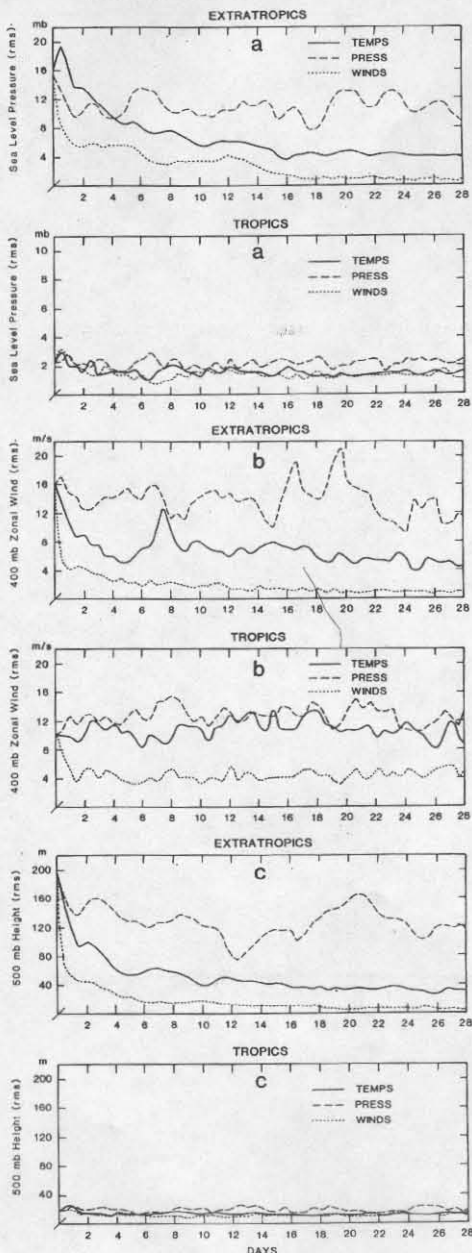 EXTRATROPICS
mb
20
16
12
8
4
Sea Level Pressure (rms)
a
TEMPS
PRESS
WINDS
2 4 6 8 10 12 14 16 18 20 22 24 26 28
TROPICS
mb
10
8
6
4
2
Sea Level Pressure (rms)
a
TEMPS
PRESS
WINDS
2 4 6 8 10 12 14 16 18 20 22 24 26 28
EXTRATROPICS
m/s
20
16
12
8
4
400 mb Zonal Wind (rms)
b
TEMPS
PRESS
WINDS
2 4 6 8 10 12 14 16 18 20 22 24 26 28
TROPICS
m/s
20
16
12
8
4
400 mb Zonal Wind (rms)
b
TEMPS
PRESS
WINDS
2 4 6 8 10 12 14 16 18 20 22 24 26 28
EXTRATROPICS
m
200
160
120
80
40
500 mb Height (rms)
c
TEMPS
PRESS
WINDS
2 4 6 8 10 12 14 16 18 20 22 24 26 28
TROPICS
m
200
160
120
80
40
500 mb Height (rms)
c
TEMPS
PRESS
WINDS
2 4 6 8 10 12 14 16 18 20 22 24 26 28
DAYS